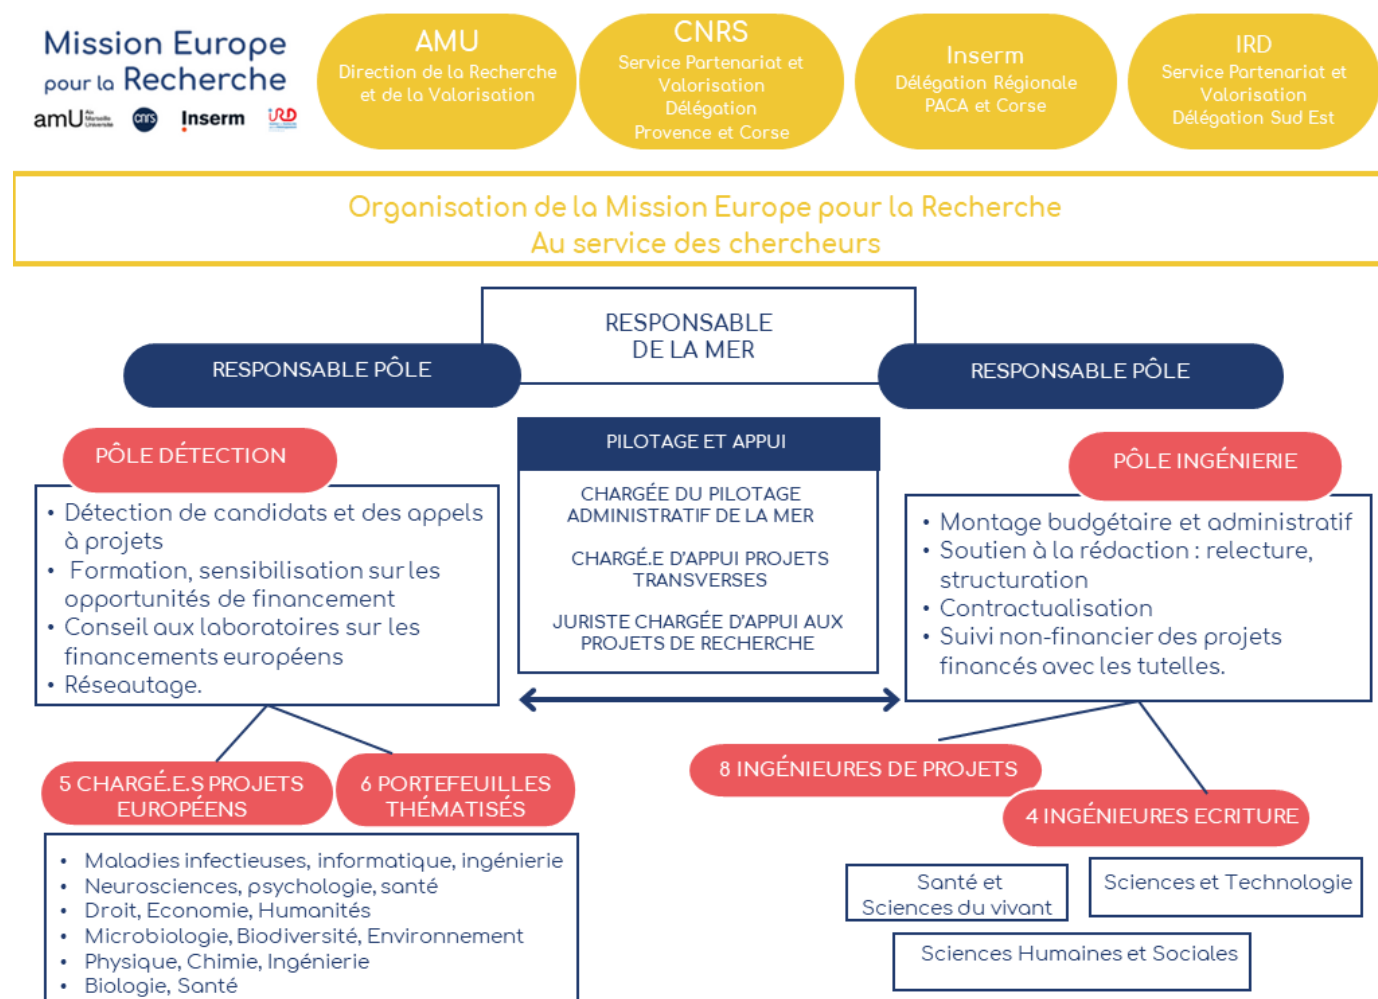 Mission Europe
pour la Recherche
amU Aix Marseille Université
cnrs
Inserm
IRD
AMU
Direction de la Recherche
et de la Valorisation
CNRS
Service Partenariat et
Valorisation
Délégation
Provence et Corse
Inserm
Délégation Régionale
PACA et Corse
IRD
Service Partenariat et
Valorisation
Délégation Sud Est
Organisation de la Mission Europe pour la Recherche
Au service des chercheurs
RESPONSABLE
DE LA MER
RESPONSABLE PÔLE
RESPONSABLE PÔLE
PÔLE DÉTECTION
• Détection de candidats et des appels
à projets
• Formation, sensibilisation sur les
opportunités de financement
• Conseil aux laboratoires sur les
financements européens
• Réseautage.
PILOTAGE ET APPUI
CHARGÉE DU PILOTAGE
ADMINISTRATIF DE LA MER
CHARGÉ.E D'APPUI PROJETS
TRANSVERSES
JURISTE CHARGÉE D'APPUI AUX
PROJETS DE RECHERCHE
PÔLE INGÉNIERIE
• Montage budgétaire et administratif
• Soutien à la rédaction : relecture,
structuration
• Contractualisation
• Suivi non-financier des projets
financés avec les tutelles.
5 CHARGÉ.E.S PROJETS
EUROPÉENS
6 PORTEFEUILLES
THÉMATISÉS
• Maladies infectieuses, informatique, ingénierie
• Neurosciences, psychologie, santé
• Droit, Economie, Humanités
• Microbiologie, Biodiversité, Environnement
• Physique, Chimie, Ingénierie
• Biologie, Santé
8 INGÉNIEURES DE PROJETS
4 INGÉNIEURES ECRITURE
Santé et
Sciences du vivant
Sciences et Technologie
Sciences Humaines et Sociales